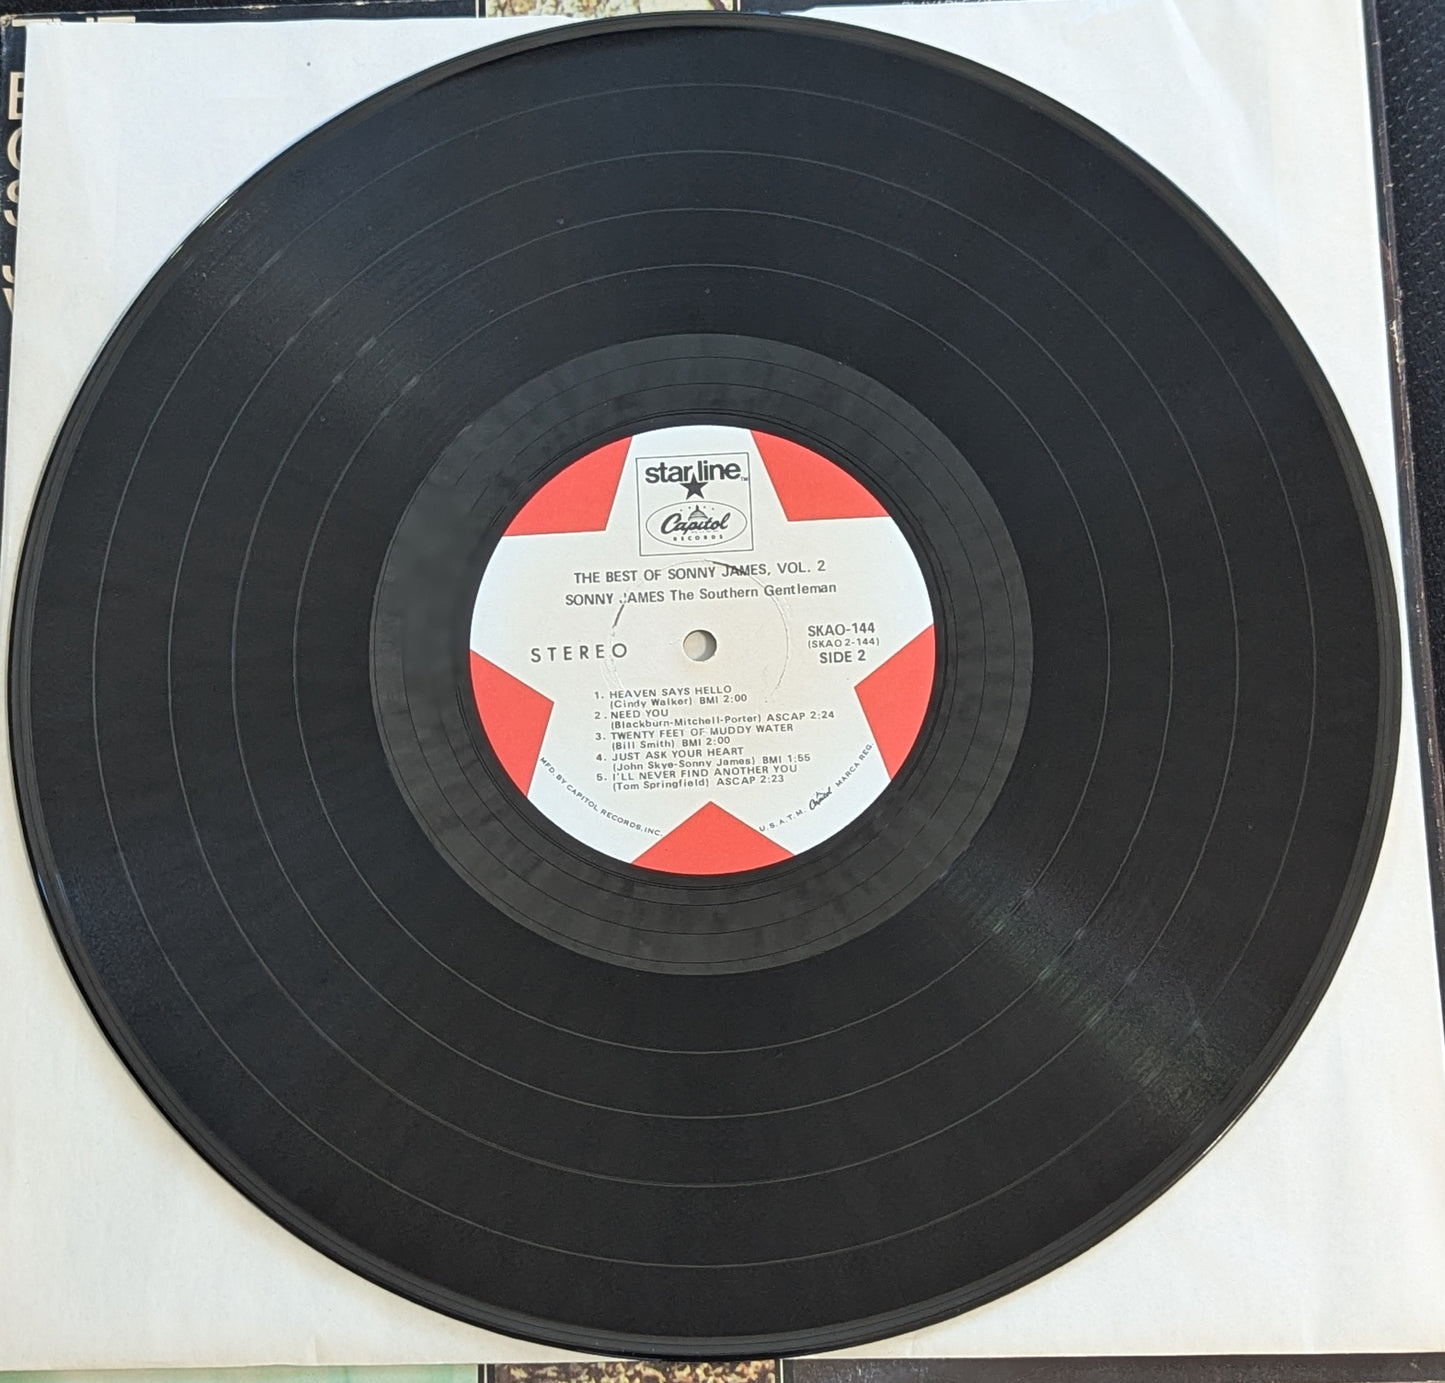 star line
TM
Capitol
RECORDS
THE BEST OF SONNY JAMES, VOL. 2
SONNY JAMES The Southern Gentleman
STEREO
SKAO-144
(SKAO 2-144)
SIDE 2
1. HEAVEN SAYS HELLO
(Cindy Walker) BMI 2:00
2. NEED YOU
(Blackburn-Mitchell-Porter) ASCAP 2:24
3. TWENTY FEET OF MUDDY WATER
(Bill Smith) BMI 2:00
4. JUST ASK YOUR HEART
(John Skye-Sonny James) BMI 1:55
5. I'LL NEVER FIND ANOTHER YOU
(Tom Springfield) ASCAP 2:23
MFD. BY CAPITOL RECORDS, INC.
U.S.A. T.M. Capitol MARCA REG.